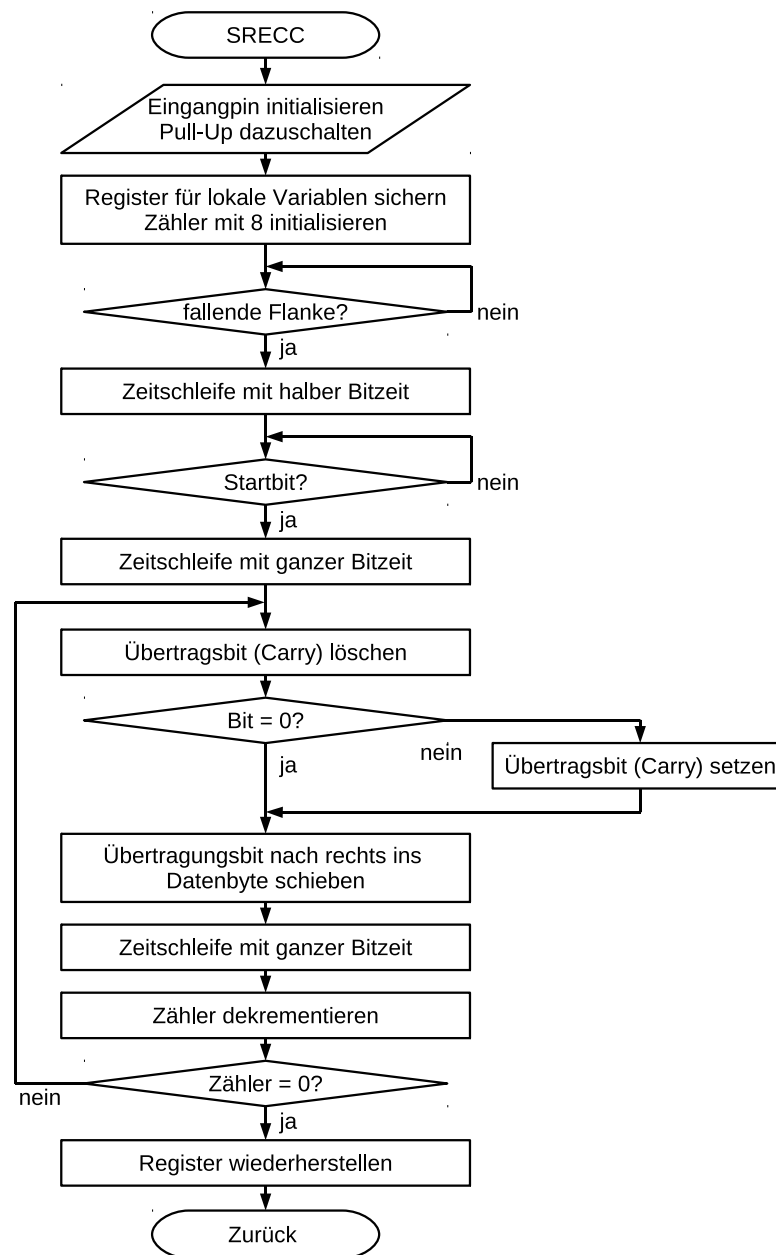 SRECC
Eingangpin initialisieren
Pull-Up dazuschalten
Register für lokale Variablen sichern
Zähler mit 8 initialisieren
fallende Flanke?
nein
ja
Zeitschleife mit halber Bitzeit
Startbit?
nein
ja
Zeitschleife mit ganzer Bitzeit
Übertragsbit (Carry) löschen
Bit = 0?
nein
ja
Übertragsbit (Carry) setzen
Übertragungsbit nach rechts ins
Datenbyte schieben
Zeitschleife mit ganzer Bitzeit
Zähler dekrementieren
Zähler = 0?
nein
ja
Register wiederherstellen
Zurück